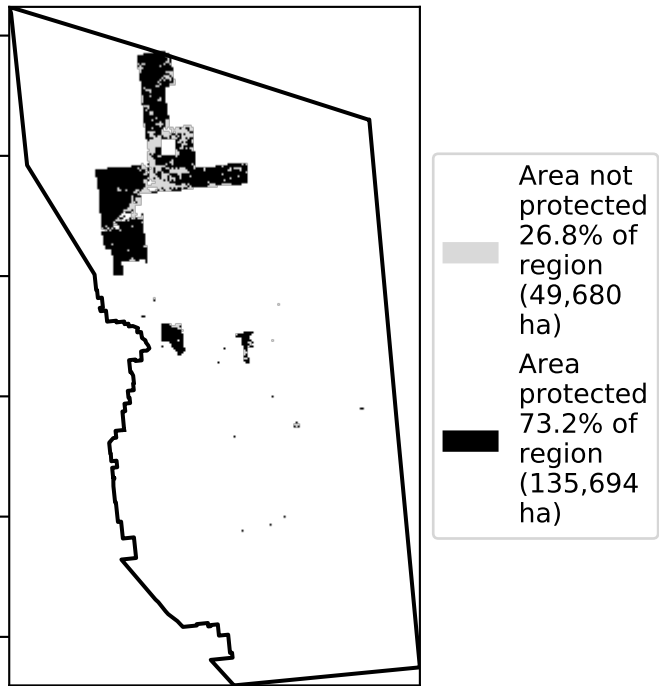 Area not
protected
26.8% of
region
(49,680
ha)
Area
protected
73.2% of
region
(135,694
ha)